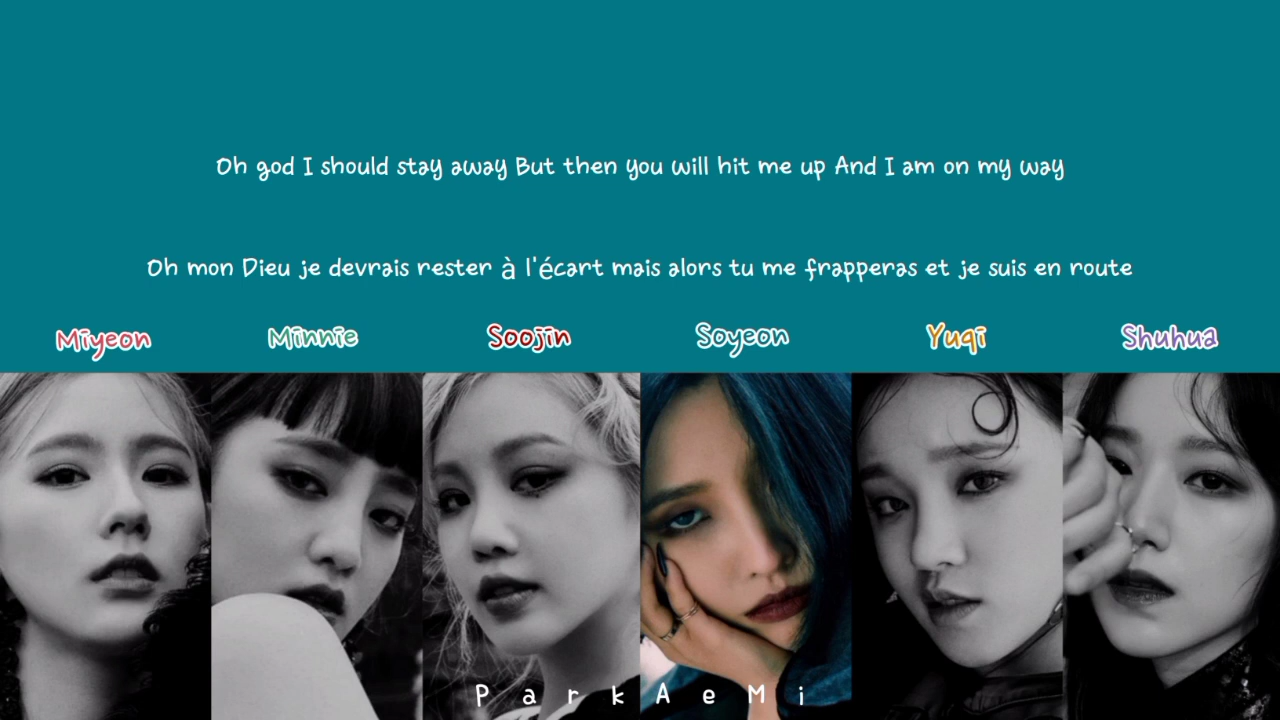 Oh god I should stay away But then you will hit me up And I am on my way
Oh mon Dieu je devrais rester à l'écart mais alors tu me frapperas et je suis en route
Miyeon Minnie Soojin Soyeon Yuqi Shuhua
ParkAeMi